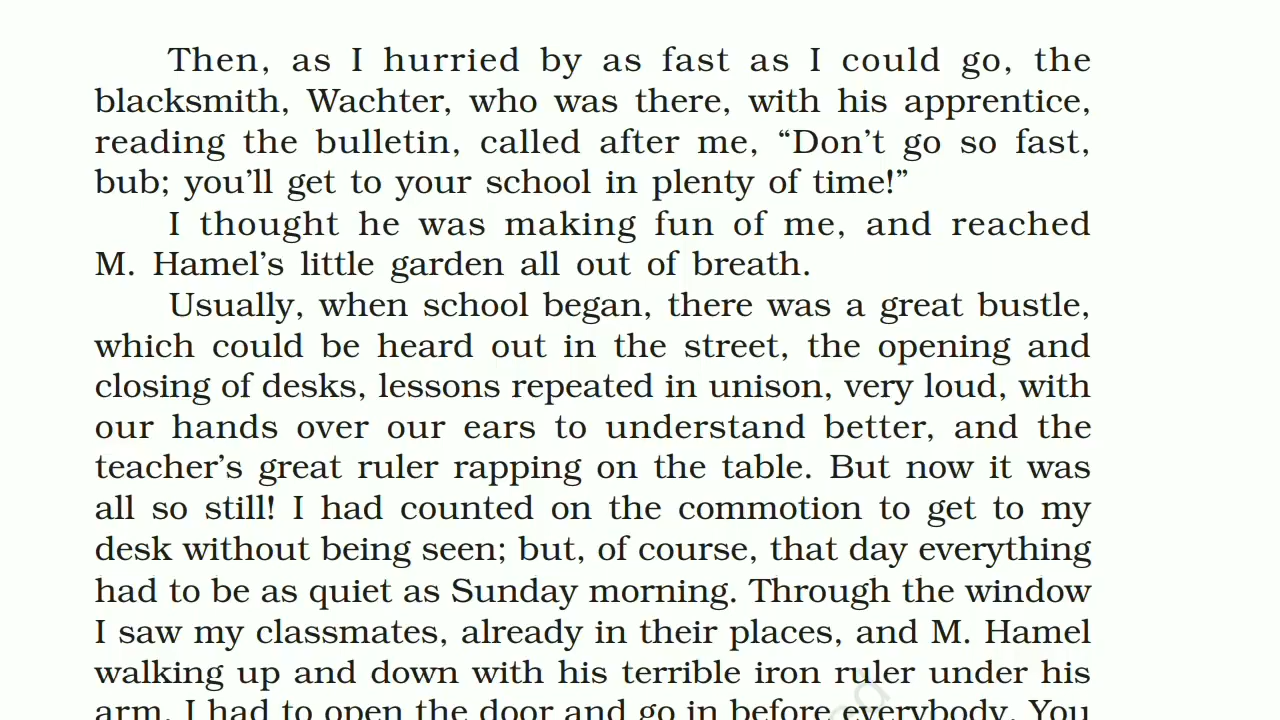 Then, as I hurried by as fast as I could go, the
blacksmith, Wachter, who was there, with his apprentice,
reading the bulletin, called after me, “Don’t go so fast,
bub; you’ll get to your school in plenty of time!”
I thought he was making fun of me, and reached
M. Hamel’s little garden all out of breath.
Usually, when school began, there was a great bustle,
which could be heard out in the street, the opening and
closing of desks, lessons repeated in unison, very loud, with
our hands over our ears to understand better, and the
teacher’s great ruler rapping on the table. But now it was
all so still! I had counted on the commotion to get to my
desk without being seen; but, of course, that day everything
had to be as quiet as Sunday morning. Through the window
I saw my classmates, already in their places, and M. Hamel
walking up and down with his terrible iron ruler under his
arm. I had to open the door and go in before everybody. You